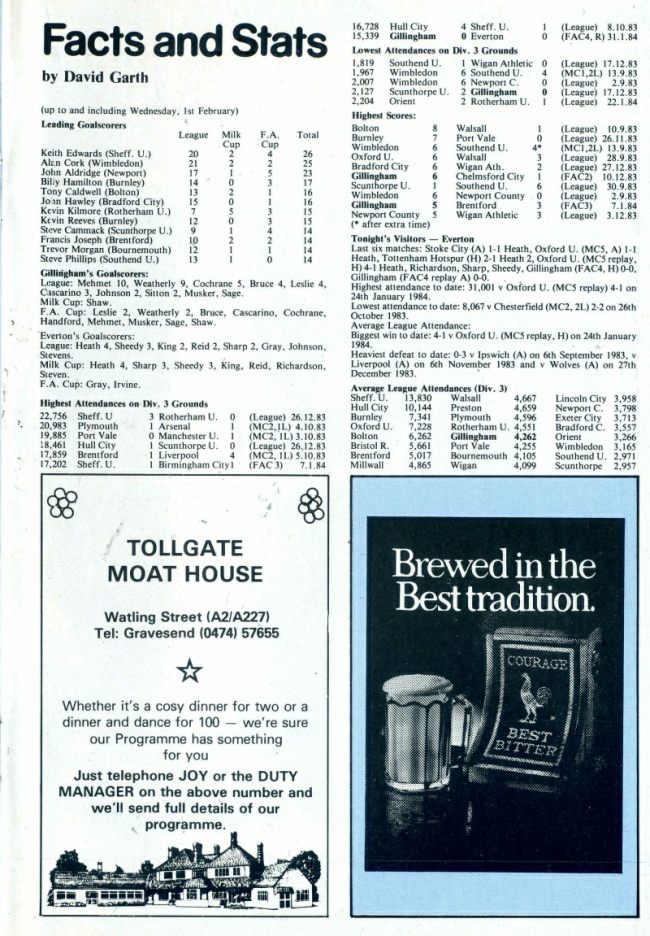 Facts and Stats
by David Garth
(up to and including Wednesday, 1st February)
Leading Goalscorers
League Milk Cup F.A. Cup Total
Keith Edwards (Sheff. U.) 20 2 4 26
Alan Cork (Wimbledon) 21 2 2 25
John Aldridge (Newport) 17 1 5 23
Billy Hamilton (Burnley) 14 0 3 17
Tony Caldwell (Bolton) 13 2 1 16
John Hawley (Bradford City) 15 0 1 16
Kevin Kilmore (Rotherham U.) 7 5 3 15
Kevin Reeves (Burnley) 12 0 3 15
Steve Cammack (Scunthorpe U.) 9 1 4 14
Francis Joseph (Brentford) 10 2 2 14
Trevor Morgan (Bournemouth) 12 1 1 14
Steve Phillips (Southend U.) 13 1 0 14
Gillingham's Goalscorers:
League: Mehmet 10, Weatherly 9, Cochrane 5, Bruce 4, Leslie 4,
Cascarino 3, Johnson 2, Sitton 2, Musker, Sage.
Milk Cup: Shaw.
F.A. Cup: Leslie 2, Weatherly 2, Bruce, Cascarino, Cochrane,
Handford, Mehmet, Musker, Sage, Shaw.
Everton's Goalscorers:
League: Heath 4, Sheedy 3, King 2, Reid 2, Sharp 2, Gray, Johnson,
Stevens.
Milk Cup: Heath 4, Sharp 3, Sheedy 3, King, Reid, Richardson,
Steven.
F.A. Cup: Gray, Irvine.
Highest Attendances on Div. 3 Grounds
22,756 Sheff. U 3 Rotherham U. 0 (League) 26.12.83
20,983 Plymouth 1 Arsenal 1 (MC2,1L) 4.10.83
19,885 Port Vale 0 Manchester U. 1 (MC2, 1L) 3.10.83
18,461 Hull City 1 Scunthorpe U. 0 (League) 26.12.83
17,859 Brentford 1 Liverpool 4 (MC2, 1L) 5.10.83
17,202 Sheff. U. 1 Birmingham City 1 (FAC 3) 7.1.84
16,728 Hull City 4 Sheff. U. 1 (League) 8.10.83
15,339 Gillingham 0 Everton 0 (FAC4, R) 31.1.84
Lowest Attendances on Div. 3 Grounds
1,819 Southend U. 1 Wigan Athletic 0 (League) 17.12.83
1,967 Wimbledon 6 Southend U. 4 (MC1,2L) 13.9.83
2,007 Wimbledon 6 Newport C. 0 (League) 2.9.83
2,127 Scunthorpe U. 2 Gillingham 0 (League) 17.12.83
2,204 Orient 2 Rotherham U. 1 (League) 22.1.84
Highest Scores:
Bolton 8 Walsall 1 (League) 10.9.83
Burnley 7 Port Vale 0 (League) 26.11.83
Wimbledon 6 Southend U. 4* (MC1,2L) 13.9.83
Oxford U. 6 Walsall 3 (League) 28.9.83
Bradford City 6 Wigan Ath. 2 (League) 27.12.83
Gillingham 6 Chelmsford City 1 (FAC2) 10.12.83
Scunthorpe U. 1 Southend U. 6 (League) 30.9.83
Wimbledon 6 Newport County 0 (League) 2.9.83
Gillingham 5 Brentford 3 (FAC3) 7.1.84
Newport County 5 Wigan Athletic 3 (League) 3.12.83
(* after extra time)
Tonight's Visitors — Everton
Last six matches: Stoke City (A) 1-1 Heath, Oxford U. (MC5, A) 1-1
Heath, Tottenham Hotspur (H) 2-1 Heath 2, Oxford U. (MC5 replay,
H) 4-1 Heath, Richardson, Sharp, Sheedy, Gillingham (FAC4, H) 0-0,
Gillingham (FAC4 replay A) 0-0.
Highest attendance to date: 31,001 v Oxford U. (MC5 replay) 4-1 on
24th January 1984.
Lowest attendance to date: 8,067 v Chesterfield (MC2, 2L) 2-2 on 26th
October 1983.
Average League Attendance:
Biggest win to date: 4-1 v Oxford U. (MC5 replay, H) on 24th January
1984.
Heaviest defeat to date: 0-3 v Ipswich (A) on 6th September 1983, v
Liverpool (A) on 6th November 1983 and v Wolves (A) on 27th
December 1983.
Average League Attendances (Div. 3)
Sheff. U. 13,830 Walsall 4,667 Lincoln City 3,958
Hull City 10,144 Preston 4,659 Newport C. 3,798
Burnley 7,341 Plymouth 4,596 Exeter City 3,713
Oxford U. 7,228 Rotherham U. 4,551 Bradford C. 3,557
Bolton 6,262 Gillingham 4,262 Orient 3,266
Bristol R. 5,661 Port Vale 4,255 Wimbledon 3,165
Brentford 5,017 Bournemouth 4,105 Southend U. 2,971
Millwall 4,865 Wigan 4,099 Scunthorpe 2,957
TOLLGATE
MOAT HOUSE
Watling Street (A2/A227)
Tel: Gravesend (0474) 57655
Whether it's a cosy dinner for two or a
dinner and dance for 100 — we're sure
our Programme has something
for you
Just telephone JOY or the DUTY
MANAGER on the above number and
we'll send full details of our
programme.
Brewed in the
Best tradition.
COURAGE
BEST
BITTER